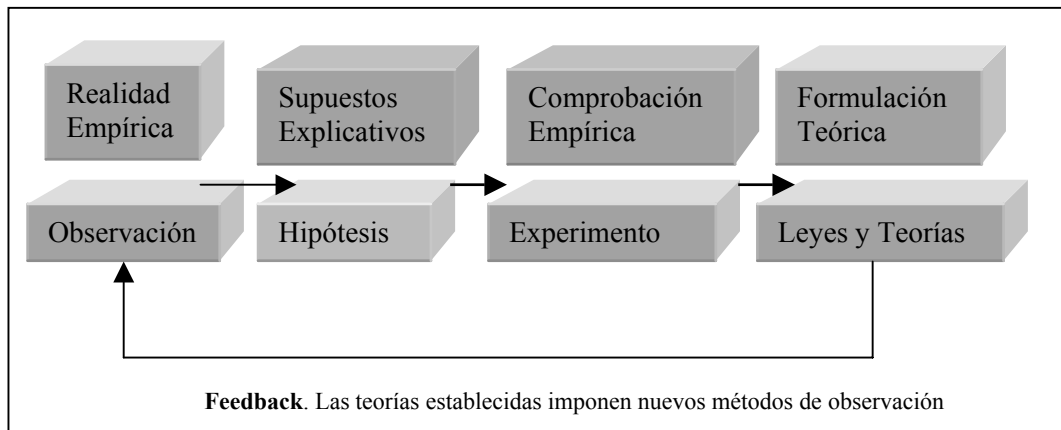 Realidad
Empírica
Supuestos
Explicativos
Comprobación
Empírica
Formulación
Teórica
Observación
Hipótesis
Experimento
Leyes y Teorías
Feedback. Las teorías establecidas imponen nuevos métodos de observación